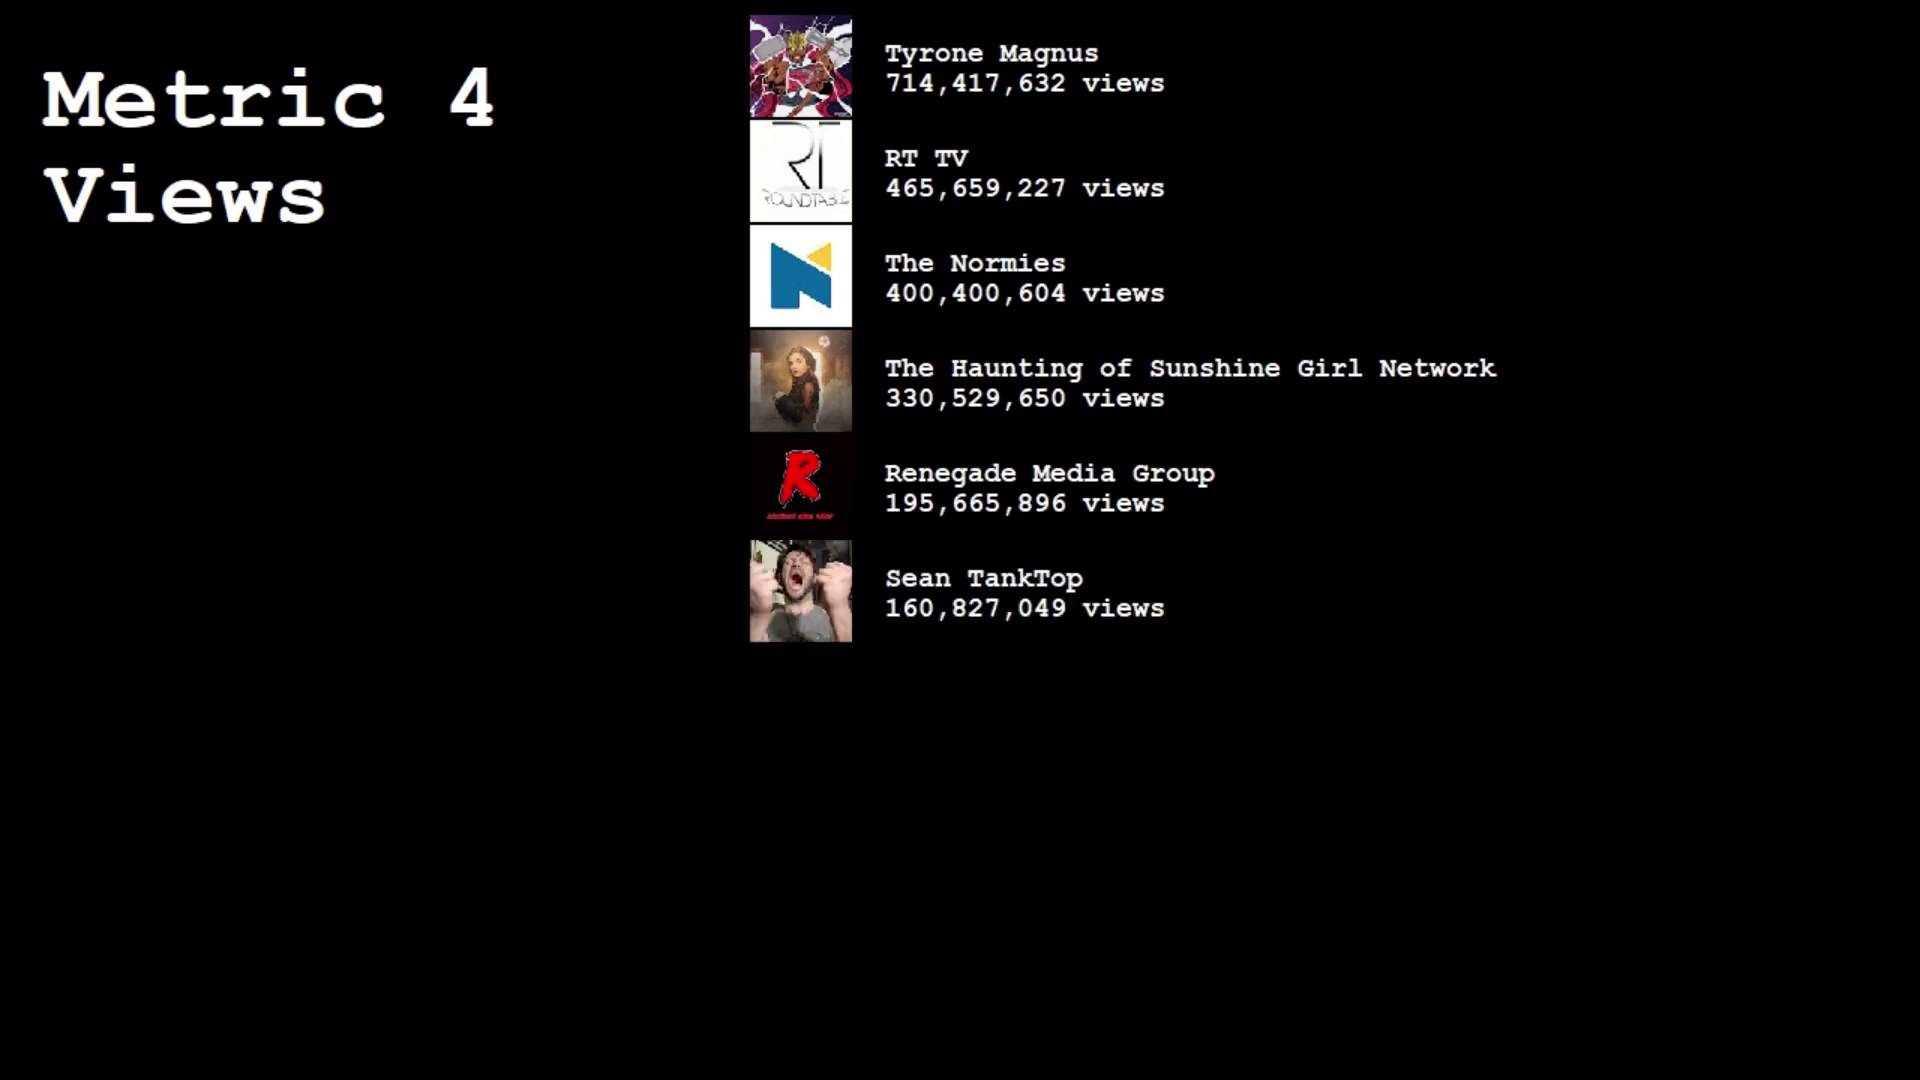 Metric 4
Views
Tyrone Magnus
714,417,632 views
RT
ROUNDTABLE
RT TV
465,659,227 views
The Normies
400,400,604 views
The Haunting of Sunshine Girl Network
330,529,650 views
R
Renegade Media Group
195,665,896 views
Sean TankTop
160,827,049 views